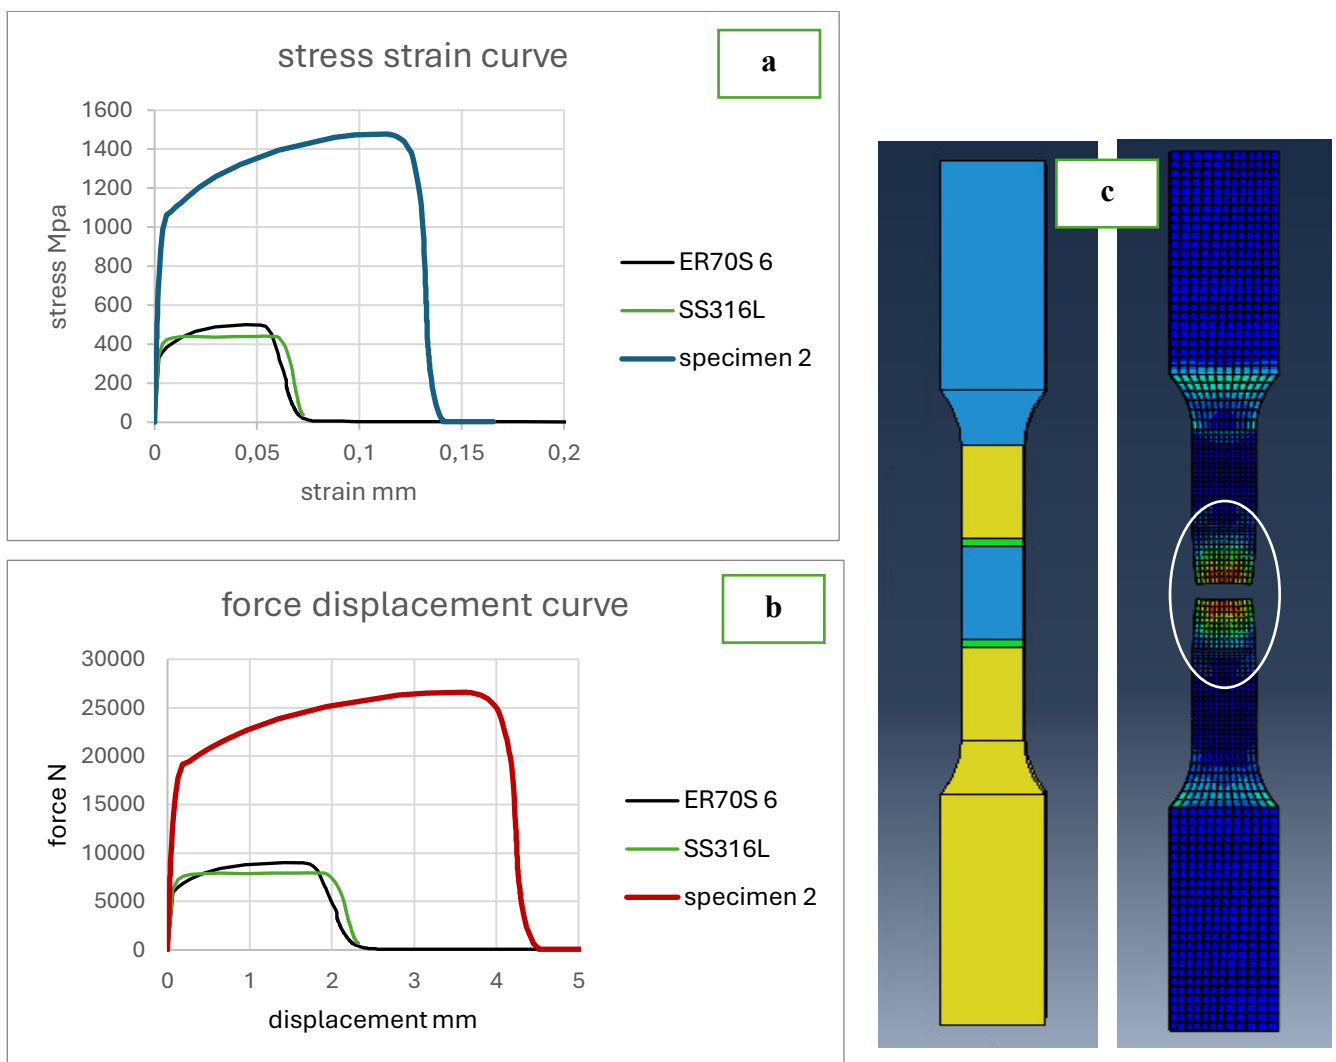 stress strain curve
a
1600
1400
1200
1000
800
600
400
200
0
stress Mpa
0
0,05
0,1
0,15
0,2
strain mm
ER70S 6
SS316L
specimen 2
force displacement curve
b
30000
25000
20000
15000
10000
5000
0
force N
0
1
2
3
4
5
displacement mm
ER70S 6
SS316L
specimen 2
c